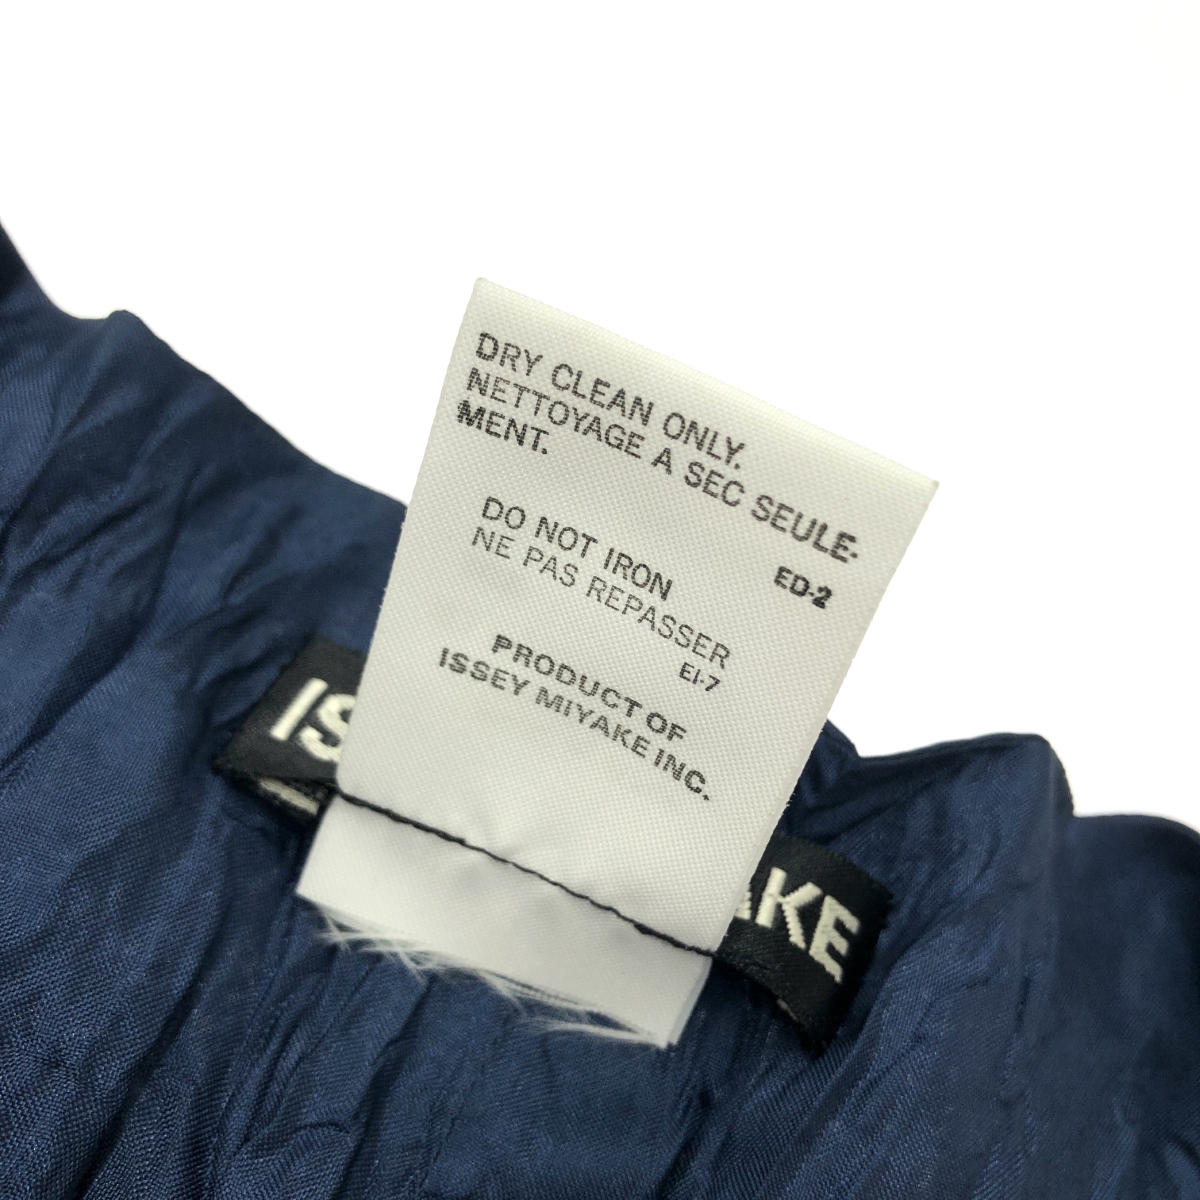 DRY CLEAN ONLY.
NETTOYAGE A SEC SEULE-
MENT.
ED-2
DO NOT IRON
NE PAS REPASSER
EI-7
PRODUCT OF
ISSEY MIYAKE INC.
IS
AKE